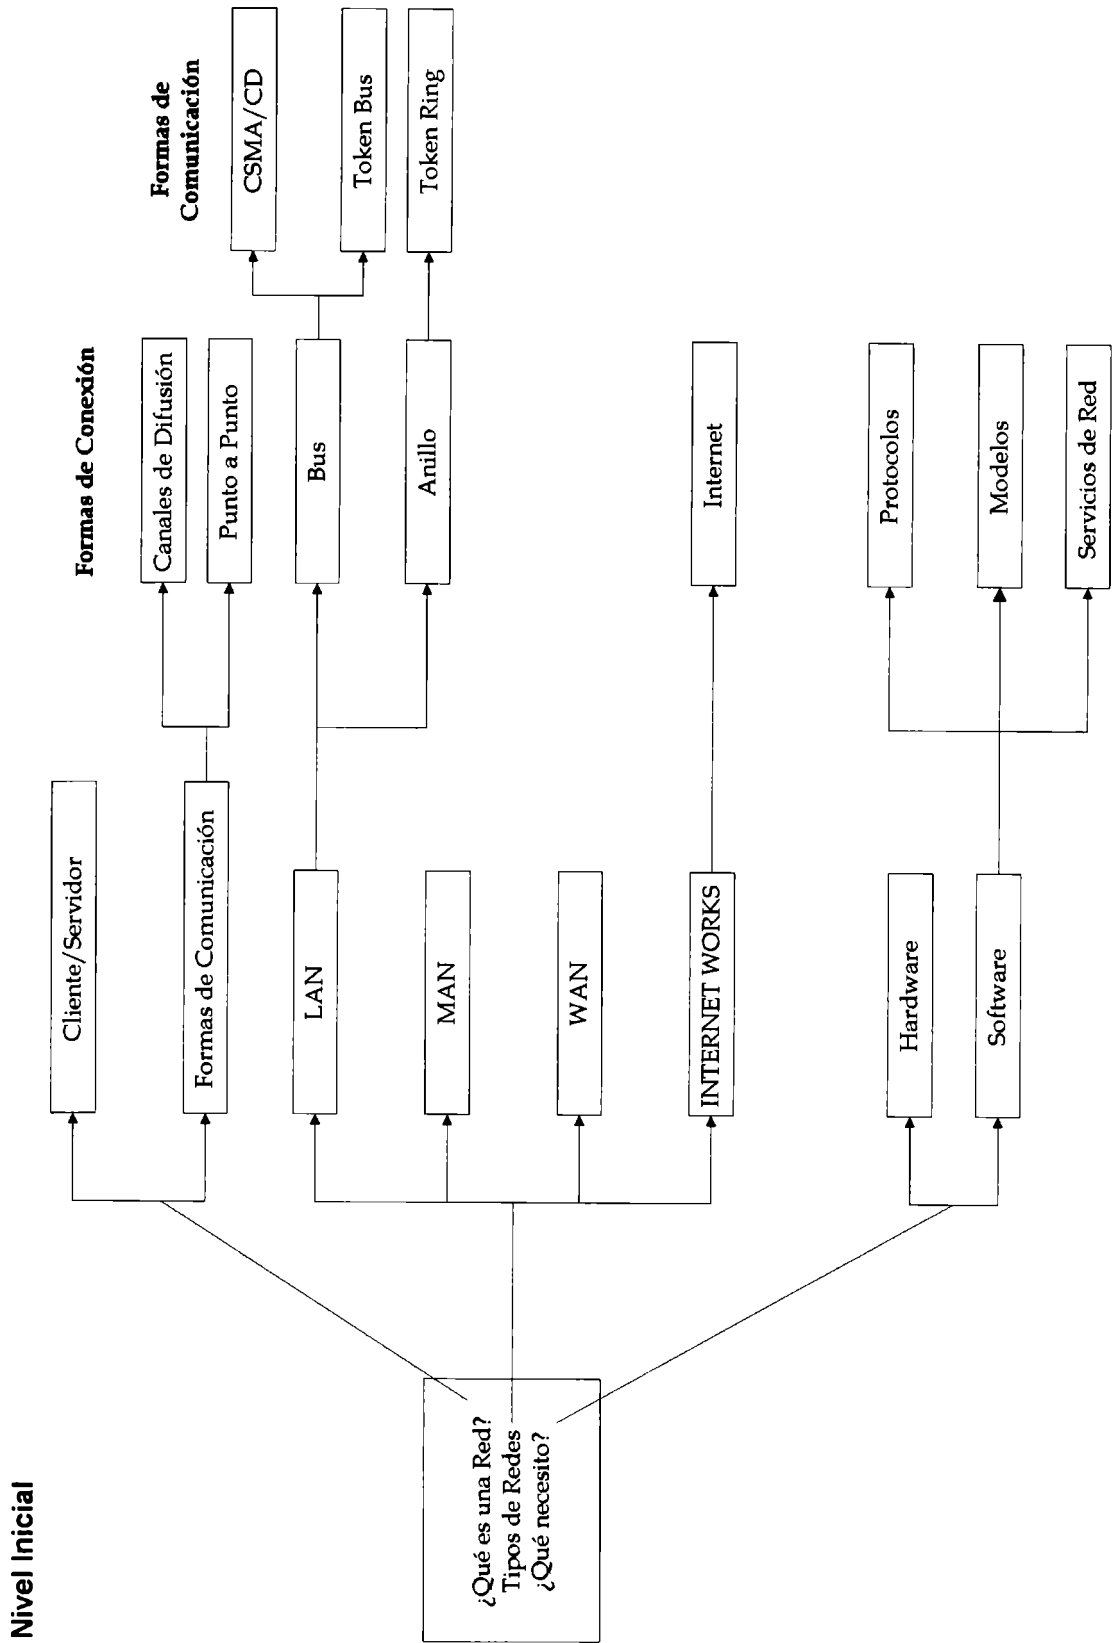 Nivel Inicial
¿Qué es una Red?
Tipos de Redes
¿Qué necesito?
Cliente/Servidor
Formas de Comunicación
LAN
MAN
WAN
INTERNET WORKS
Hardware
Software
Formas de Conexión
Canales de Difusión
Punto a Punto
Bus
Anillo
Internet
Protocolos
Modelos
Servicios de Red
Formas de
Comunicación
CSMA/CD
Token Bus
Token Ring